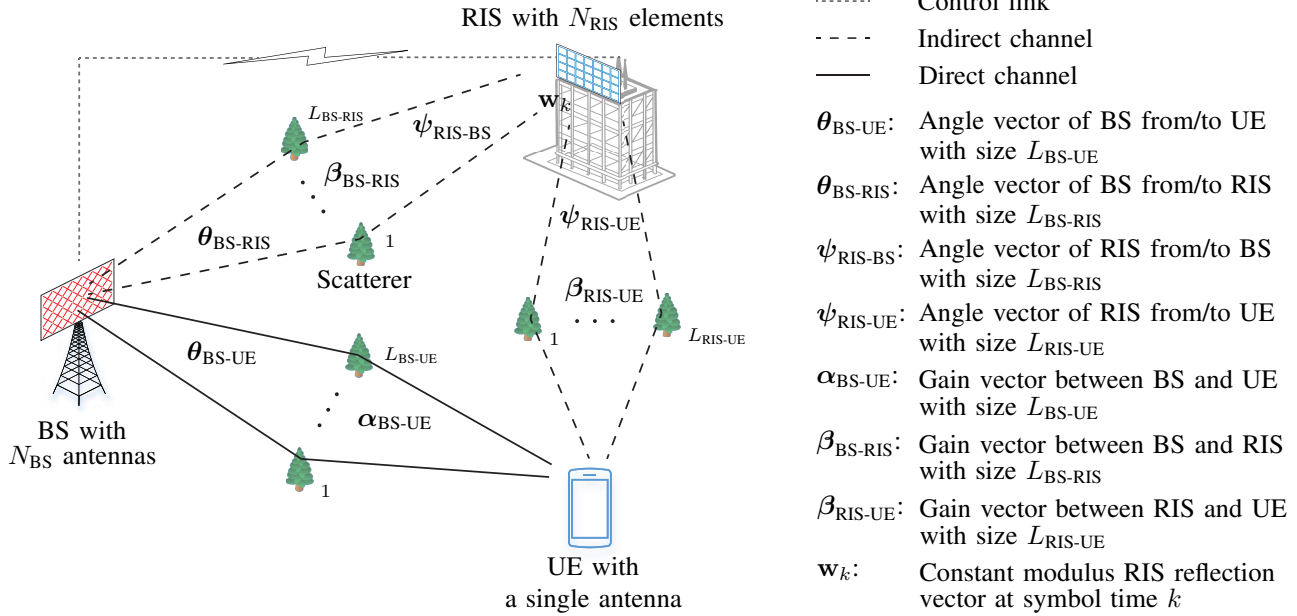 RIS with N_RIS elements
w_k
L_BS-RIS
ψ_RIS-BS
β_BS-RIS
θ_BS-RIS
1
Scatterer
ψ_RIS-UE
β_RIS-UE
1
L_RIS-UE
θ_BS-UE
L_BS-UE
α_BS-UE
1
BS with
N_BS antennas
UE with
a single antenna
Control link
Indirect channel
Direct channel
θ_BS-UE: Angle vector of BS from/to UE
with size L_BS-UE
θ_BS-RIS: Angle vector of BS from/to RIS
with size L_BS-RIS
ψ_RIS-BS: Angle vector of RIS from/to BS
with size L_BS-RIS
ψ_RIS-UE: Angle vector of RIS from/to UE
with size L_RIS-UE
α_BS-UE: Gain vector between BS and UE
with size L_BS-UE
β_BS-RIS: Gain vector between BS and RIS
with size L_BS-RIS
β_RIS-UE: Gain vector between RIS and UE
with size L_RIS-UE
w_k: Constant modulus RIS reflection
vector at symbol time k